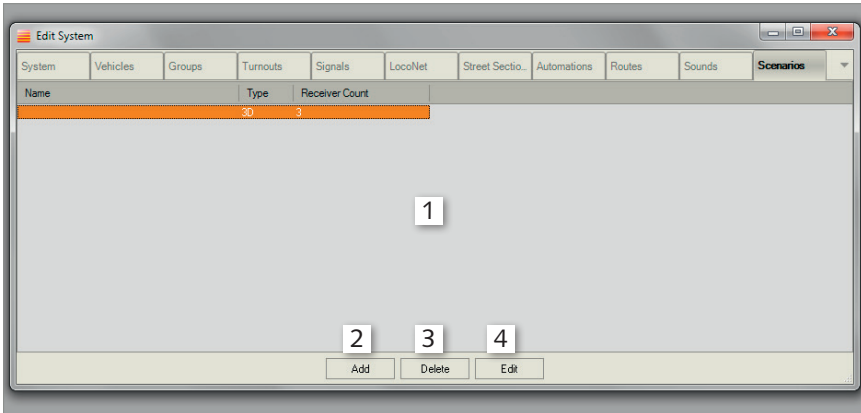 Edit System
System Vehicles Groups Turnouts Signals LocoNet Street Sectio.. Automations Routes Sounds Scenarios
Name Type Receiver Count
3D 3
1
2 3 4
Add Delete Edit